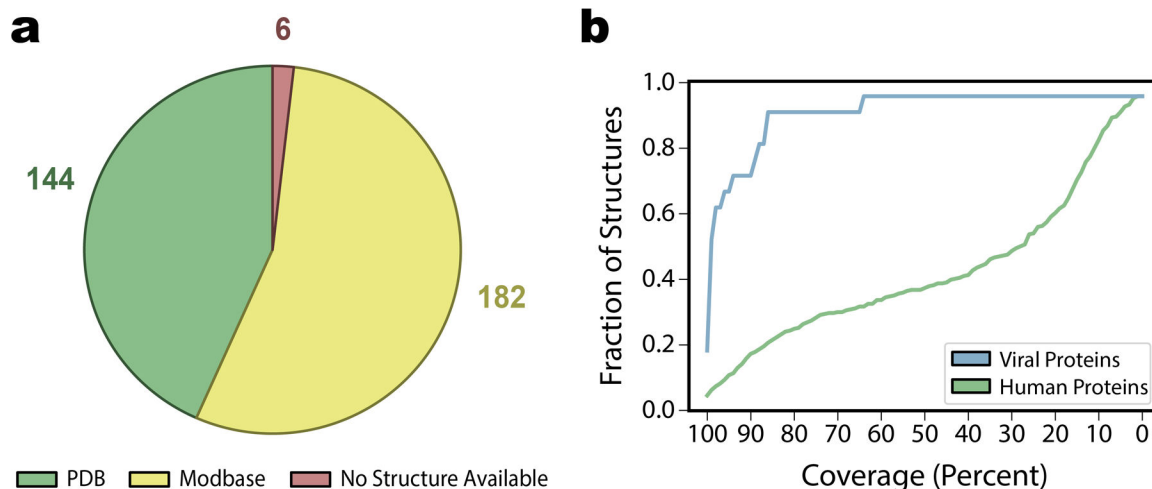 a
6
144
182
PDB
Modbase
No Structure Available
b
Fraction of Structures
1.0
0.8
0.6
0.4
0.2
0.0
Viral Proteins
Human Proteins
100 90 80 70 60 50 40 30 20 10 0
Coverage (Percent)